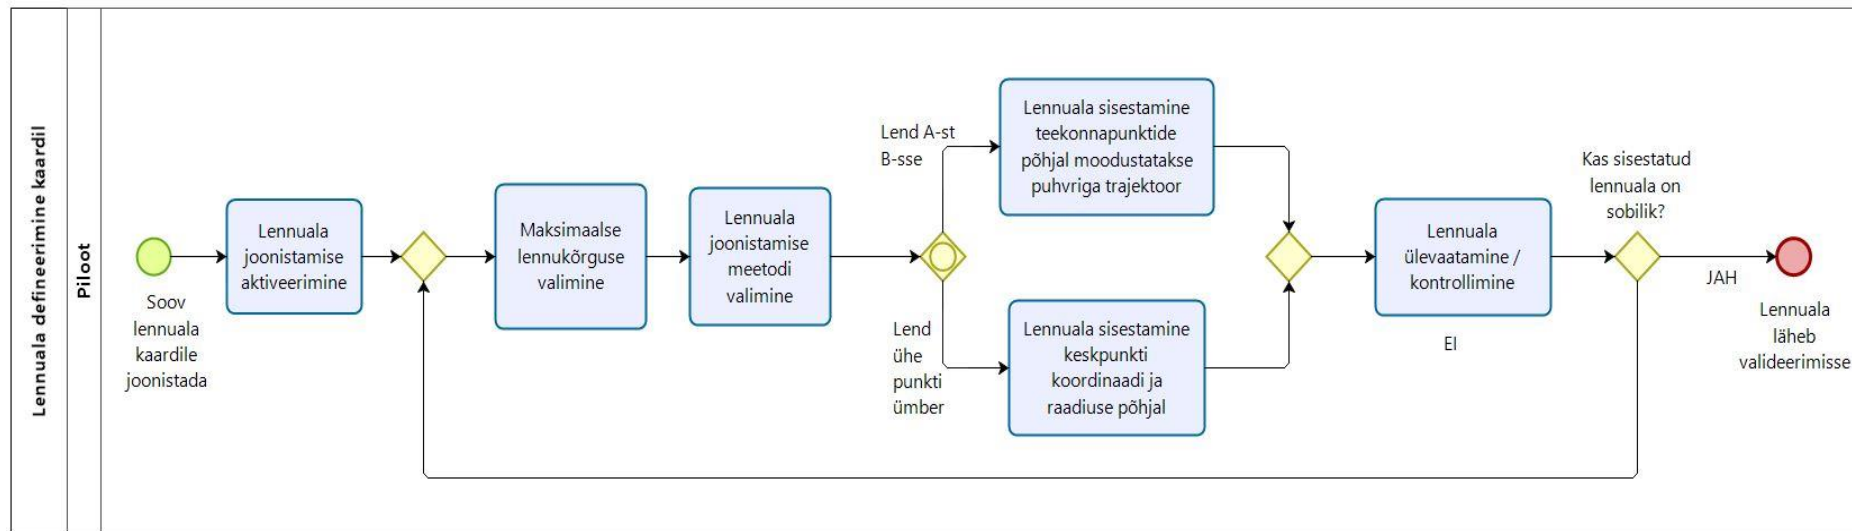 Lennuala defineerimine kaardil
Piloot
Soov
lennuala
kaardile
joonistada
Lennuala
joonistamise
aktiveerimine
Maksimaalse
lennukõrguse
valimine
Lennuala
joonistamise
meetodi
valimine
Lend A-st
B-sse
Lennuala sisestamine
teekonnapunktide
põhjal moodustatakse
puhvriga trajektoor
Lend
ühe
punkti
ümber
Lennuala sisestamine
keskpunkti
koordinaadi ja
raadiuse põhjal
Lennuala
ülevaatamine /
kontrollimine
EI
Kas sisestatud
lennuala on
sobilik?
JAH
Lennuala
läheb
valideerimisse